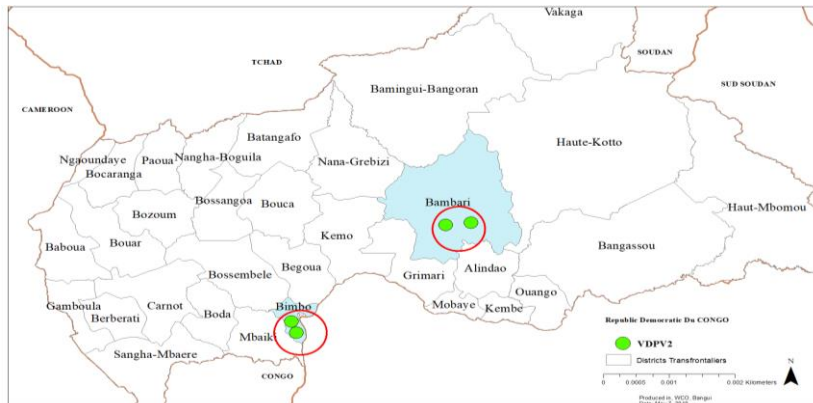 Vakaga
TCHAD
SOUDAN
Bamingui-Bangoran
SUD SOUDAN
CAMEROON
Batangafo
Haute-Kotto
Ngaoundaye
Paoua
Nangha-Boguila
Nana-Grebizi
Bocaranga
Bossangoa
Bouca
Bambari
Haut-Mbomou
Bozoum
Kemo
Baboua
Bouar
Bangassou
Begoua
Grimari
Alindao
Bossembele
Ouango
Gamboula
Carnot
Bimbo
Mobaye
Kembe
Berberati
Boda
Mbaiki
Republic Democratic Du CONGO
VDPV2
Sangha-Mbaere
Districts Transfrontaliers
CONGO
N
0 0.0005 0.001 0.002 Kilometers
Produced in, WCO, Bangui